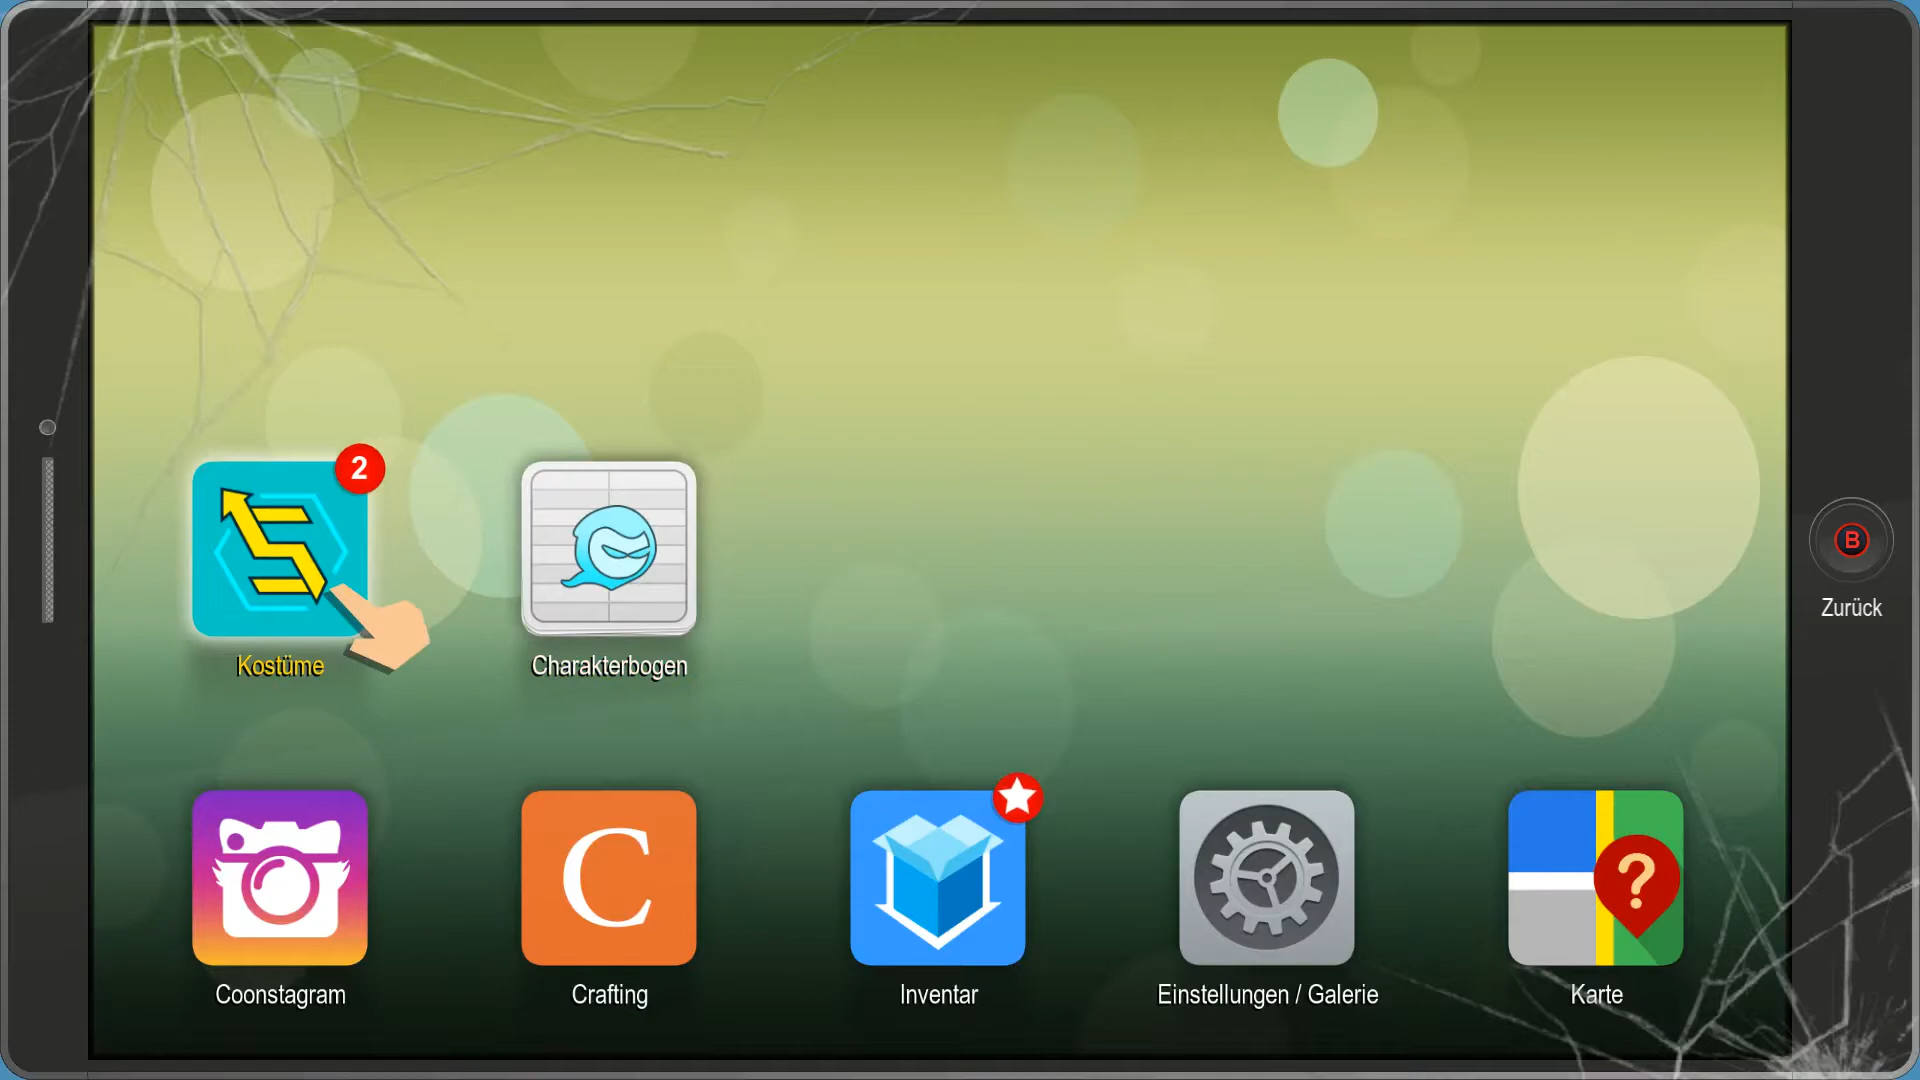 2
Kostüme
Charakterbogen
B
Zurück
C
?
Coonstagram
Crafting
Inventar
Einstellungen / Galerie
Karte